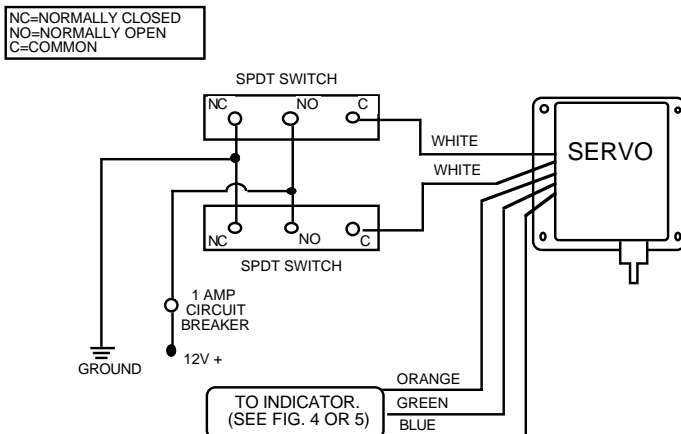 NC=NORMALLY CLOSED
NO=NORMALLY OPEN
C=COMMON
SPDT SWITCH
NC
NO
C
WHITE
SERVO
WHITE
NC
NO
C
SPDT SWITCH
1 AMP
CIRCUIT
BREAKER
12V +
GROUND
ORANGE
TO INDICATOR.
(SEE FIG. 4 OR 5)
GREEN
BLUE